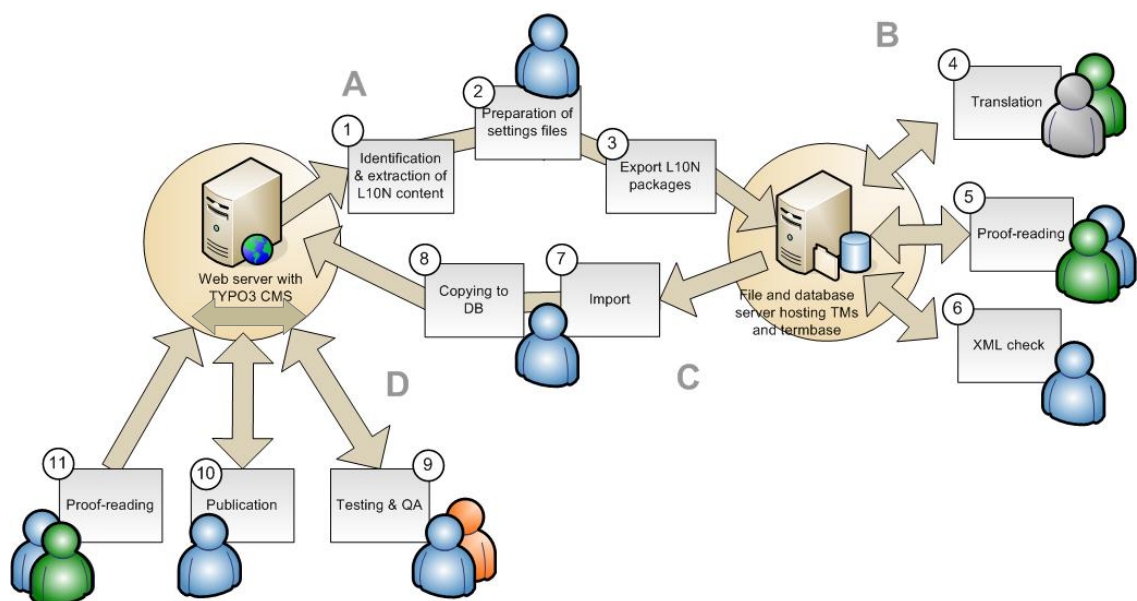 A
1
Identification
& extraction of
L10N content
2
Preparation of
settings files
3
Export L10N
packages
B
4
Translation
5
Proof-reading
6
XML check
File and database
server hosting TMs
and termbase
C
7
Import
8
Copying to
DB
Web server with
TYPO3 CMS
D
9
Testing & QA
10
Publication
11
Proof-reading